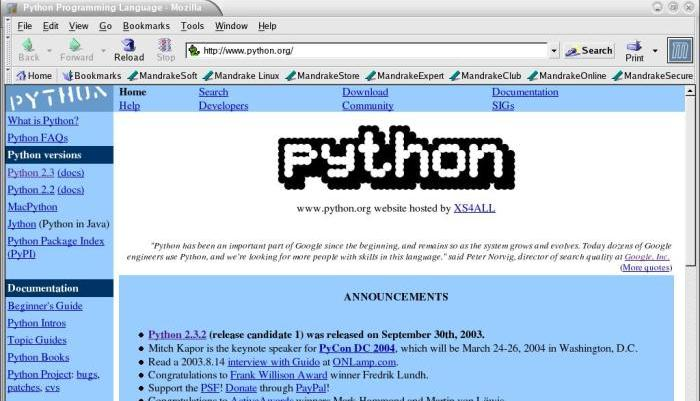 Python Programming Language - Mozilla
File Edit View Go Bookmarks Tools Window Help
Back Forward Reload Stop http://www.python.org/ Search Print
Home Bookmarks MandrakeSoft Mandrake Linux MandrakeStore MandrakeExpert MandrakeClub MandrakeOnline MandrakeSecure
PYTHON
Home Search Download Documentation
Help Developers Community SIGs
What is Python?
Python FAQs
Python versions
Python 2.3 (docs)
Python 2.2 (docs)
MacPython
Jython (Python in Java)
Python Package Index
(PyPI)
Documentation
Beginner's Guide
Python Intros
Topic Guides
Python Books
Python Project: bugs,
patches, cvs
python
www.python.org website hosted by XS4ALL
"Python has been an important part of Google since the beginning, and remains so as the system grows and evolves. Today dozens of Google
engineers use Python, and we're looking for more people with skills in this language." said Peter Norvig, director of search quality at Google, Inc.
(More quotes)
ANNOUNCEMENTS
Python 2.3.2 (release candidate 1) was released on September 30th, 2003.
Mitch Kapor is the keynote speaker for PyCon DC 2004, which will be March 24-26, 2004 in Washington, D.C.
Read a 2003.8.14 interview with Guido at ONLamp.com.
Congratulations to Frank Willison Award winner Fredrik Lundh.
Support the PSF! Donate through PayPal!
Congratulations to ActiveAwards winners Mark Hammond and Martin von Löwis.